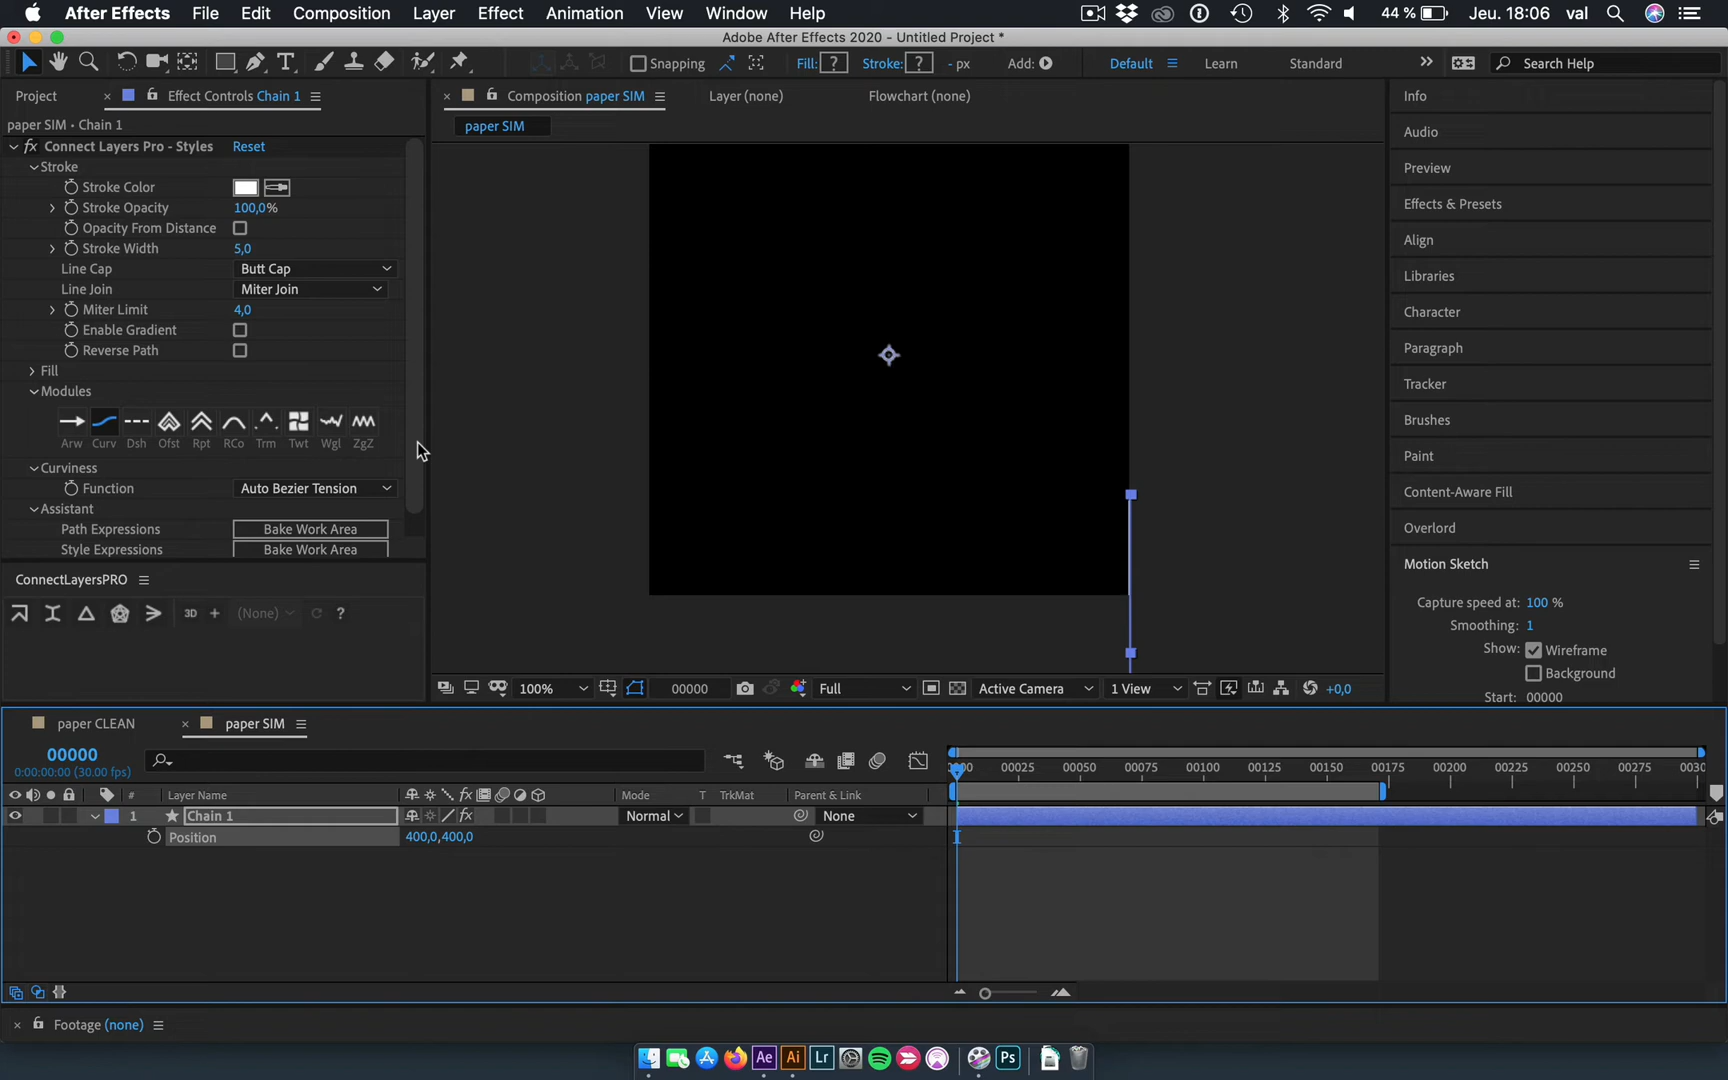 After Effects File Edit Composition Layer Effect Animation View Window Help 44 % Jeu. 18:06 val
Adobe After Effects 2020 - Untitled Project *
Snapping Fill: ? Stroke: ? - px Add: Default Learn Standard Search Help
Project Effect Controls Chain 1 Composition paper SIM Layer (none) Flowchart (none) Info
paper SIM • Chain 1 paper SIM
fx Connect Layers Pro - Styles Reset
Stroke
Stroke Color
Stroke Opacity 100,0%
Opacity From Distance
Stroke Width 5,0
Line Cap Butt Cap
Line Join Miter Join
Miter Limit 4,0
Enable Gradient
Reverse Path
Fill
Modules
Arw Curv Dsh Ofst Rpt RCo Trm Twt Wgl ZgZ
Curviness
Function Auto Bezier Tension
Assistant
Path Expressions Bake Work Area
Style Expressions Bake Work Area
ConnectLayersPRO
3D + (None) ?
100% 00000 Full Active Camera 1 View +0,0
Audio
Preview
Effects & Presets
Align
Libraries
Character
Paragraph
Tracker
Brushes
Paint
Content-Aware Fill
Overlord
Motion Sketch
Capture speed at: 100 %
Smoothing: 1
Show: Wireframe
Background
Start: 00000
paper CLEAN paper SIM
00000
0:00:00:00 (30.00 fps)
00025 00050 00075 00100 00125 00150 00175 00200 00225 00250 00275
# Layer Name fx Mode T TrkMat Parent & Link
1 Chain 1 fx Normal None
Position 400,0,400,0
Footage (none)
Ae Ai Lr Ps